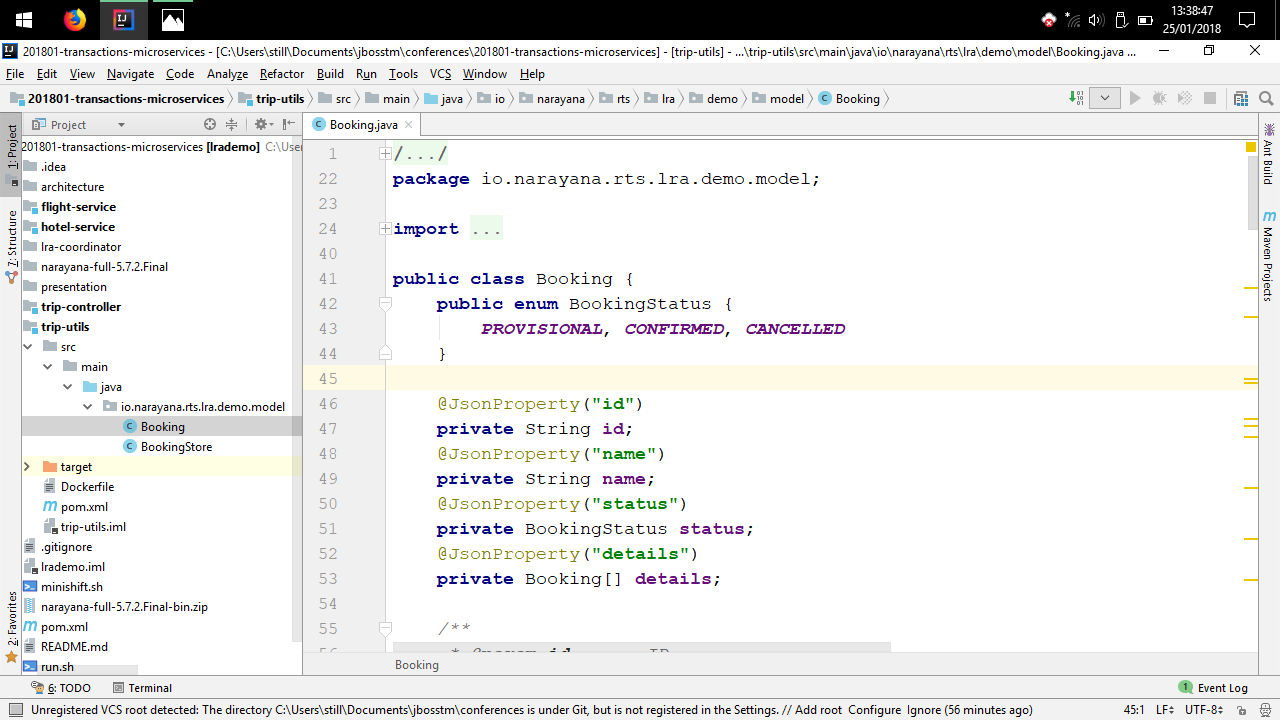 13:38:47
25/01/2018
201801-transactions-microservices - [C:\Users\still\Documents\jbosstm\conferences\201801-transactions-microservices] - [trip-utils] - ...\trip-utils\src\main\java\io\narayana\rts\lra\demo\model\Booking.java ...
File Edit View Navigate Code Analyze Refactor Build Run Tools VCS Window Help
201801-transactions-microservices trip-utils src main java io narayana rts lra demo model Booking
1: Project
7: Structure
2: Favorites
Project
201801-transactions-microservices [lrademo] C:\User
.idea
architecture
flight-service
hotel-service
lra-coordinator
narayana-full-5.7.2.Final
presentation
trip-controller
trip-utils
src
main
java
io.narayana.rts.lra.demo.model
Booking
BookingStore
target
Dockerfile
pom.xml
trip-utils.iml
.gitignore
lrademo.iml
minishift.sh
narayana-full-5.7.2.Final-bin.zip
pom.xml
README.md
run.sh
Booking.java
1 /.../
22 package io.narayana.rts.lra.demo.model;
23
24 import ...
40
41 public class Booking {
42 public enum BookingStatus {
43 PROVISIONAL, CONFIRMED, CANCELLED
44 }
45
46 @JsonProperty("id")
47 private String id;
48 @JsonProperty("name")
49 private String name;
50 @JsonProperty("status")
51 private BookingStatus status;
52 @JsonProperty("details")
53 private Booking[] details;
54
55 /**
Booking
Ant Build
Maven Projects
6: TODO Terminal
1 Event Log
Unregistered VCS root detected: The directory C:\Users\still\Documents\jbosstm\conferences is under Git, but is not registered in the Settings. // Add root Configure Ignore (56 minutes ago)
45:1 LF UTF-8